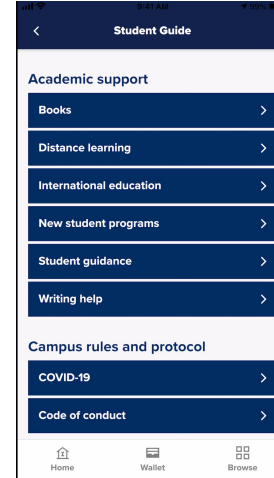 9:41 AM
99%
Student Guide
Academic support
Books
Distance learning
International education
New student programs
Student guidance
Writing help
Campus rules and protocol
COVID-19
Code of conduct
Home
Wallet
Browse